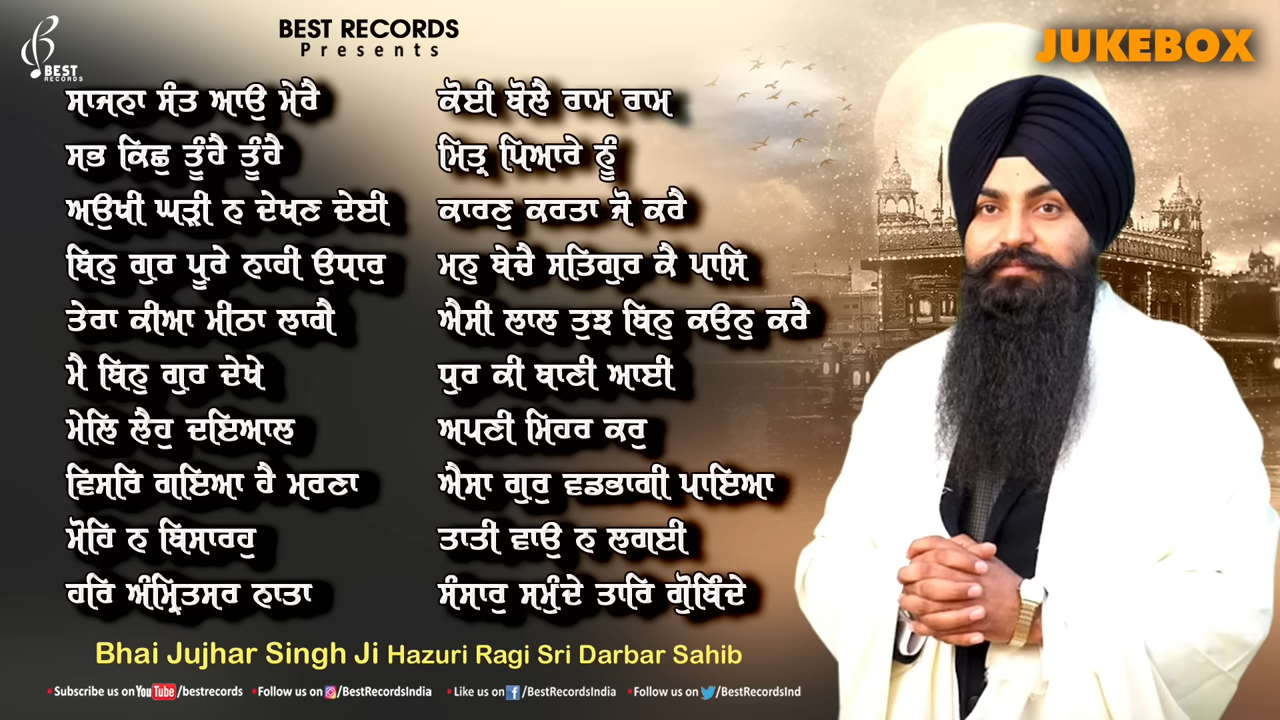 BEST RECORDS
Presents
JUKEBOX
BEST
RECORDS
ਸਾਜਨਾ ਸੰਤ ਆਉ ਮੇਰੈ
ਸਭ ਕਿਛੁ ਤੂੰਹੈ ਤੂੰਹੈ
ਅਉਖੀ ਘੜੀ ਨ ਦੇਖਣ ਦੇਈ
ਬਿਨੁ ਗੁਰ ਪੂਰੇ ਨਾਹੀ ਉਧਾਰੁ
ਤੇਰਾ ਕੀਆ ਮੀਠਾ ਲਾਗੈ
ਮੈ ਬਿਨੁ ਗੁਰ ਦੇਖੇ
ਮੇਲਿ ਲੈਹੁ ਦਇਆਲ
ਵਿਸਰਿ ਗਇਆ ਹੈ ਮਰਣਾ
ਮੋਹਿ ਨ ਬਿਸਾਰਹੁ
ਹਰਿ ਅੰਮ੍ਰਿਤਸਰ ਨਾਤਾ
ਕੋਈ ਬੋਲੈ ਰਾਮ ਰਾਮ
ਮਿਤ੍ਰ ਪਿਆਰੇ ਨੂੰ
ਕਾਰਣੁ ਕਰਤਾ ਜੋ ਕਰੈ
ਮਨੁ ਬੇਚੈ ਸਤਿਗੁਰ ਕੈ ਪਾਸਿ
ਐਸੀ ਲਾਲ ਤੁਝ ਬਿਨੁ ਕਉਨੁ ਕਰੈ
ਧੁਰ ਕੀ ਬਾਣੀ ਆਈ
ਅਪਣੀ ਮਿਹਰ ਕਰੁ
ਐਸਾ ਗੁਰੁ ਵਡਭਾਗੀ ਪਾਇਆ
ਤਾਤੀ ਵਾਉ ਨ ਲਗਈ
ਸੰਸਾਰੁ ਸਮੁੰਦੇ ਤਾਰਿ ਗੋੁਬਿੰਦੇ
Bhai Jujhar Singh Ji Hazuri Ragi Sri Darbar Sahib
•Subscribe us on YouTube/bestrecords •Follow us on /BestRecordsIndia •Like us on f/BestRecordsIndia •Follow us on /BestRecordsInd